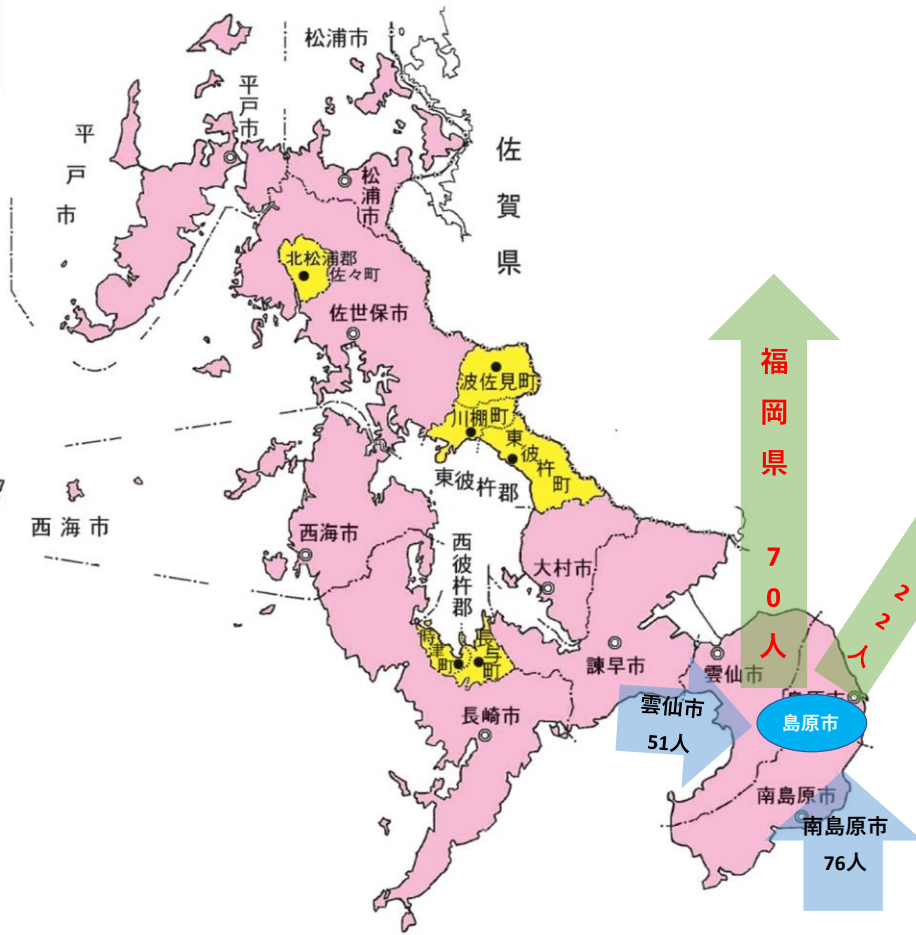 松浦市
平戸市
平戸市
佐賀県
松浦市
北松浦郡
佐々町
佐世保市
波佐見町
川棚町
東彼杵町
東彼杵郡
西海市
西海市
西彼杵郡
大村市
時津町
長与町
諫早市
長崎市
雲仙市
島原市
南島原市
福岡県 70人
22人
雲仙市
51人
島原市
南島原市
76人